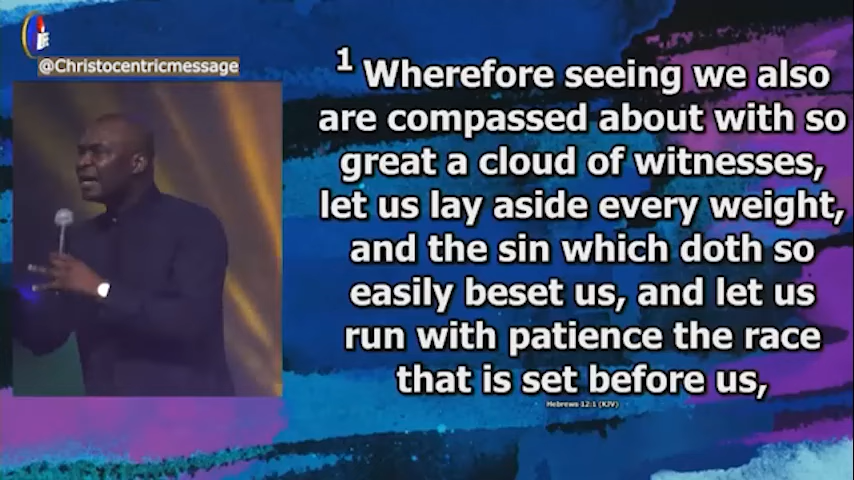 @Christocentricmessage
1 Wherefore seeing we also
are compassed about with so
great a cloud of witnesses,
let us lay aside every weight,
and the sin which doth so
easily beset us, and let us
run with patience the race
that is set before us,
Hebrews 12:1 (KJV)